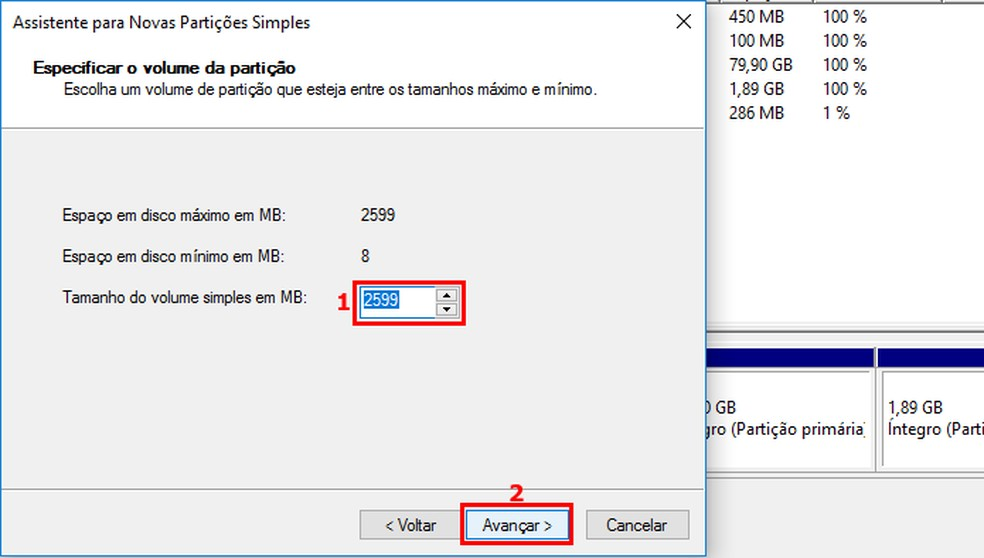 Assistente para Novas Partições Simples
Especificar o volume da partição
Escolha um volume de partição que esteja entre os tamanhos máximo e mínimo.
Espaço em disco máximo em MB: 2599
Espaço em disco mínimo em MB: 8
Tamanho do volume simples em MB: 1 2599
2
< Voltar Avançar > Cancelar
450 MB 100 %
100 MB 100 %
79,90 GB 100 %
1,89 GB 100 %
286 MB 1 %
0 GB
gro (Partição primária)
1,89 GB
Íntegro (Parti